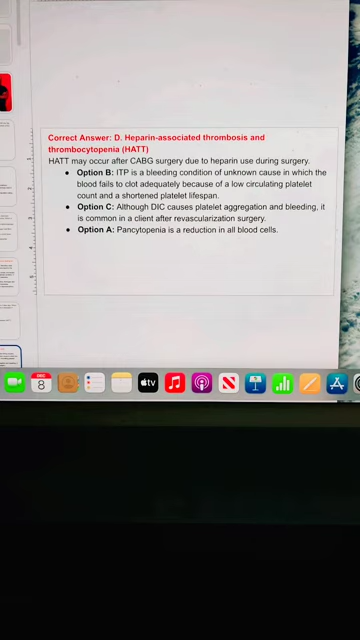 Correct Answer: D. Heparin-associated thrombosis and
thrombocytopenia (HATT)
HATT may occur after CABG surgery due to heparin use during surgery.
• Option B: ITP is a bleeding condition of unknown cause in which the
blood fails to clot adequately because of a low circulating platelet
count and a shortened platelet lifespan.
• Option C: Although DIC causes platelet aggregation and bleeding, it
is common in a client after revascularization surgery.
• Option A: Pancytopenia is a reduction in all blood cells.
DEC
8
tv